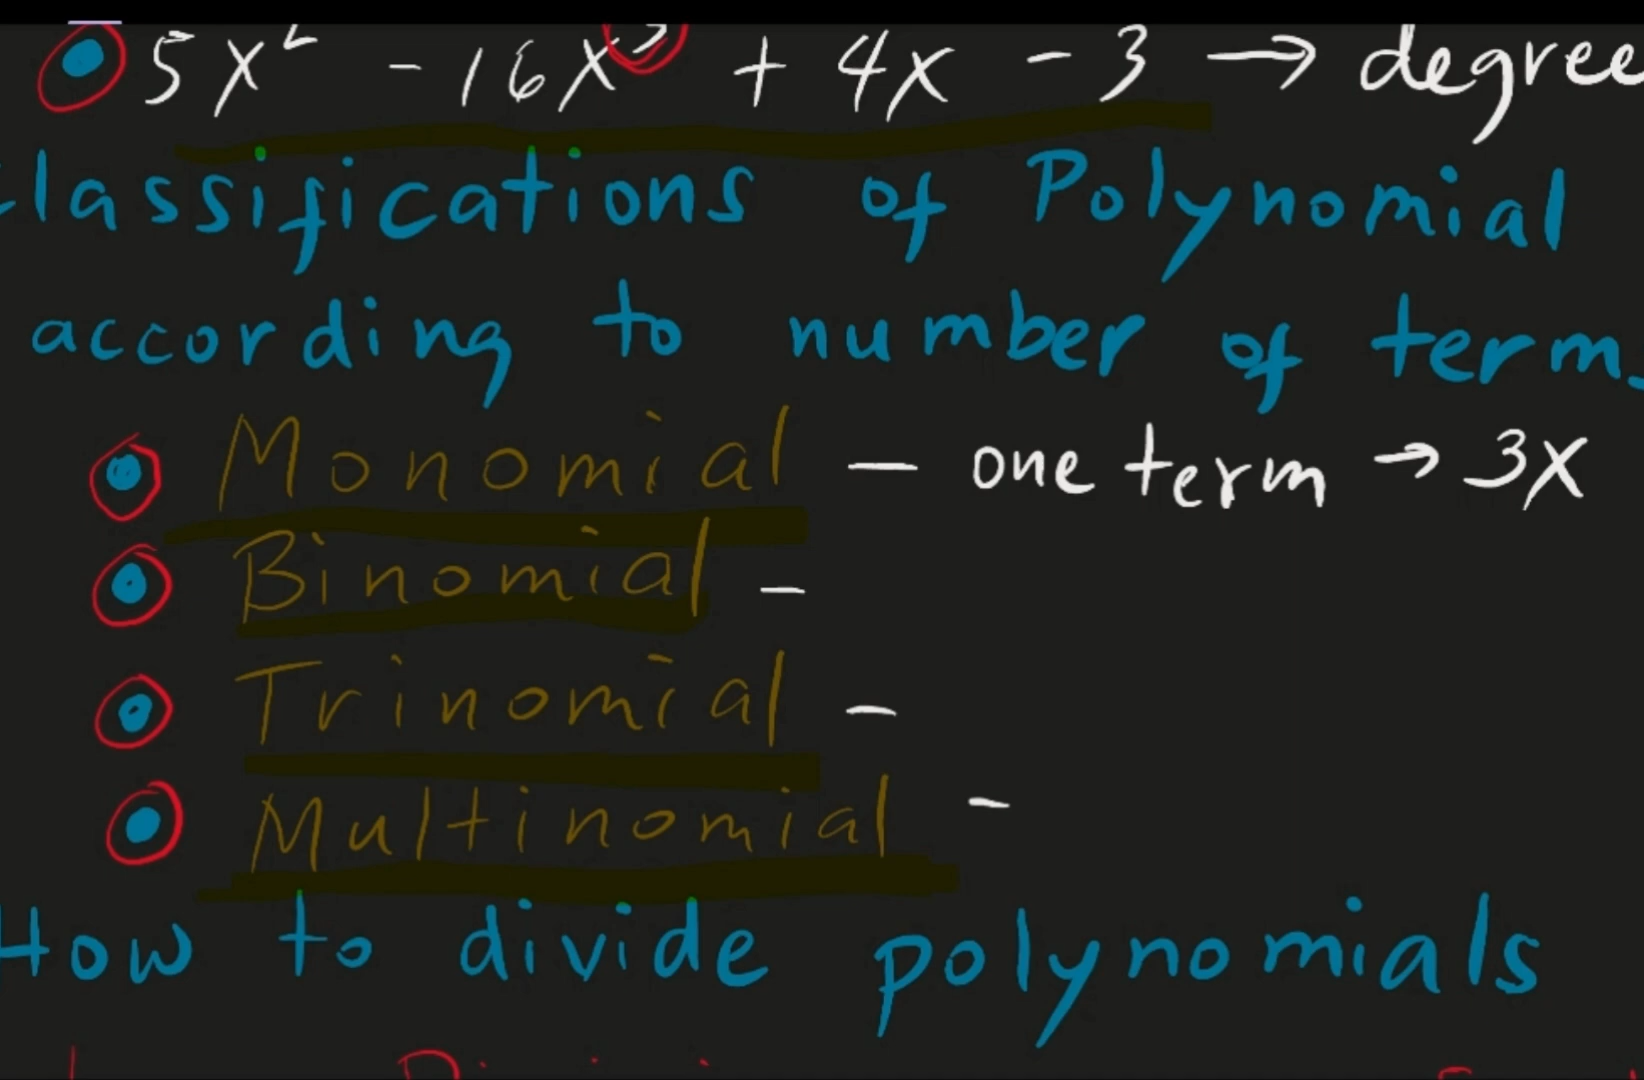 5x² - 16x³ + 4x - 3 → degree
Classifications of Polynomial
according to number of term
Monomial — one term → 3x
Binomial -
Trinomial -
Multinomial -
How to divide polynomials